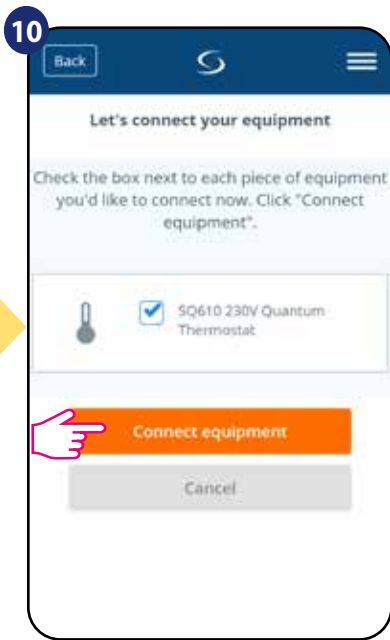 10
Back
Let's connect your equipment
Check the box next to each piece of equipment
you'd like to connect now. Click "Connect
equipment".
SQ610 230V Quantum
Thermostat
Connect equipment
Cancel